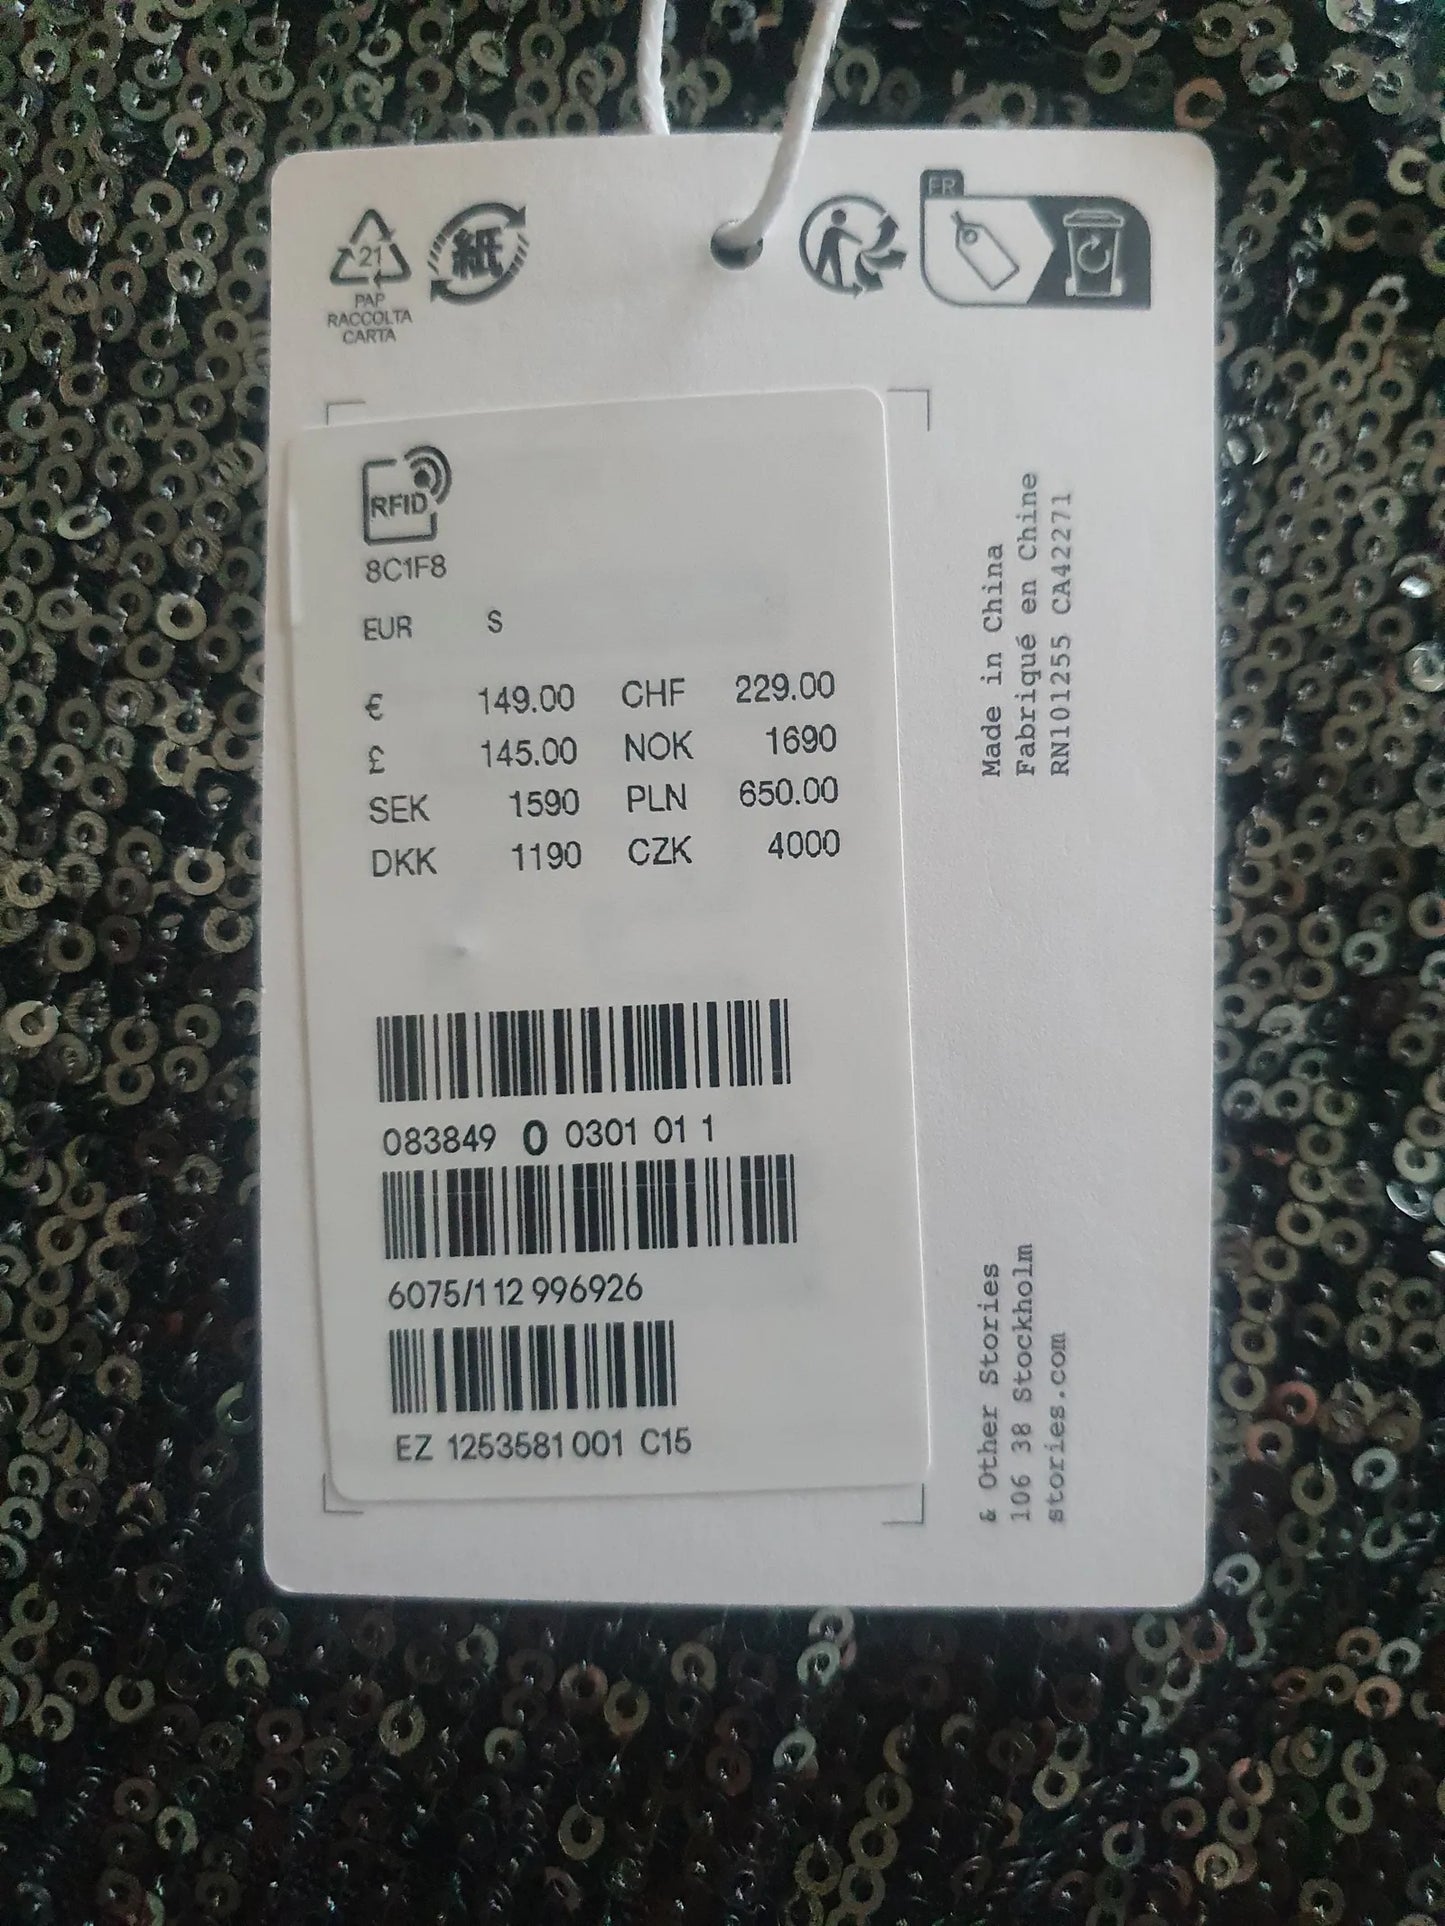 21
PAP
RACCOLTA
CARTA
紙
FR
RFID
8C1F8
EUR S
€ 149.00 CHF 229.00
£ 145.00 NOK 1690
SEK 1590 PLN 650.00
DKK 1190 CZK 4000
083849 0 0301 01 1
6075/112 996926
EZ 1253581 001 C15
Made in China
Fabriqué en Chine
RN101255 CA42271
& Other Stories
106 38 Stockholm
stories.com